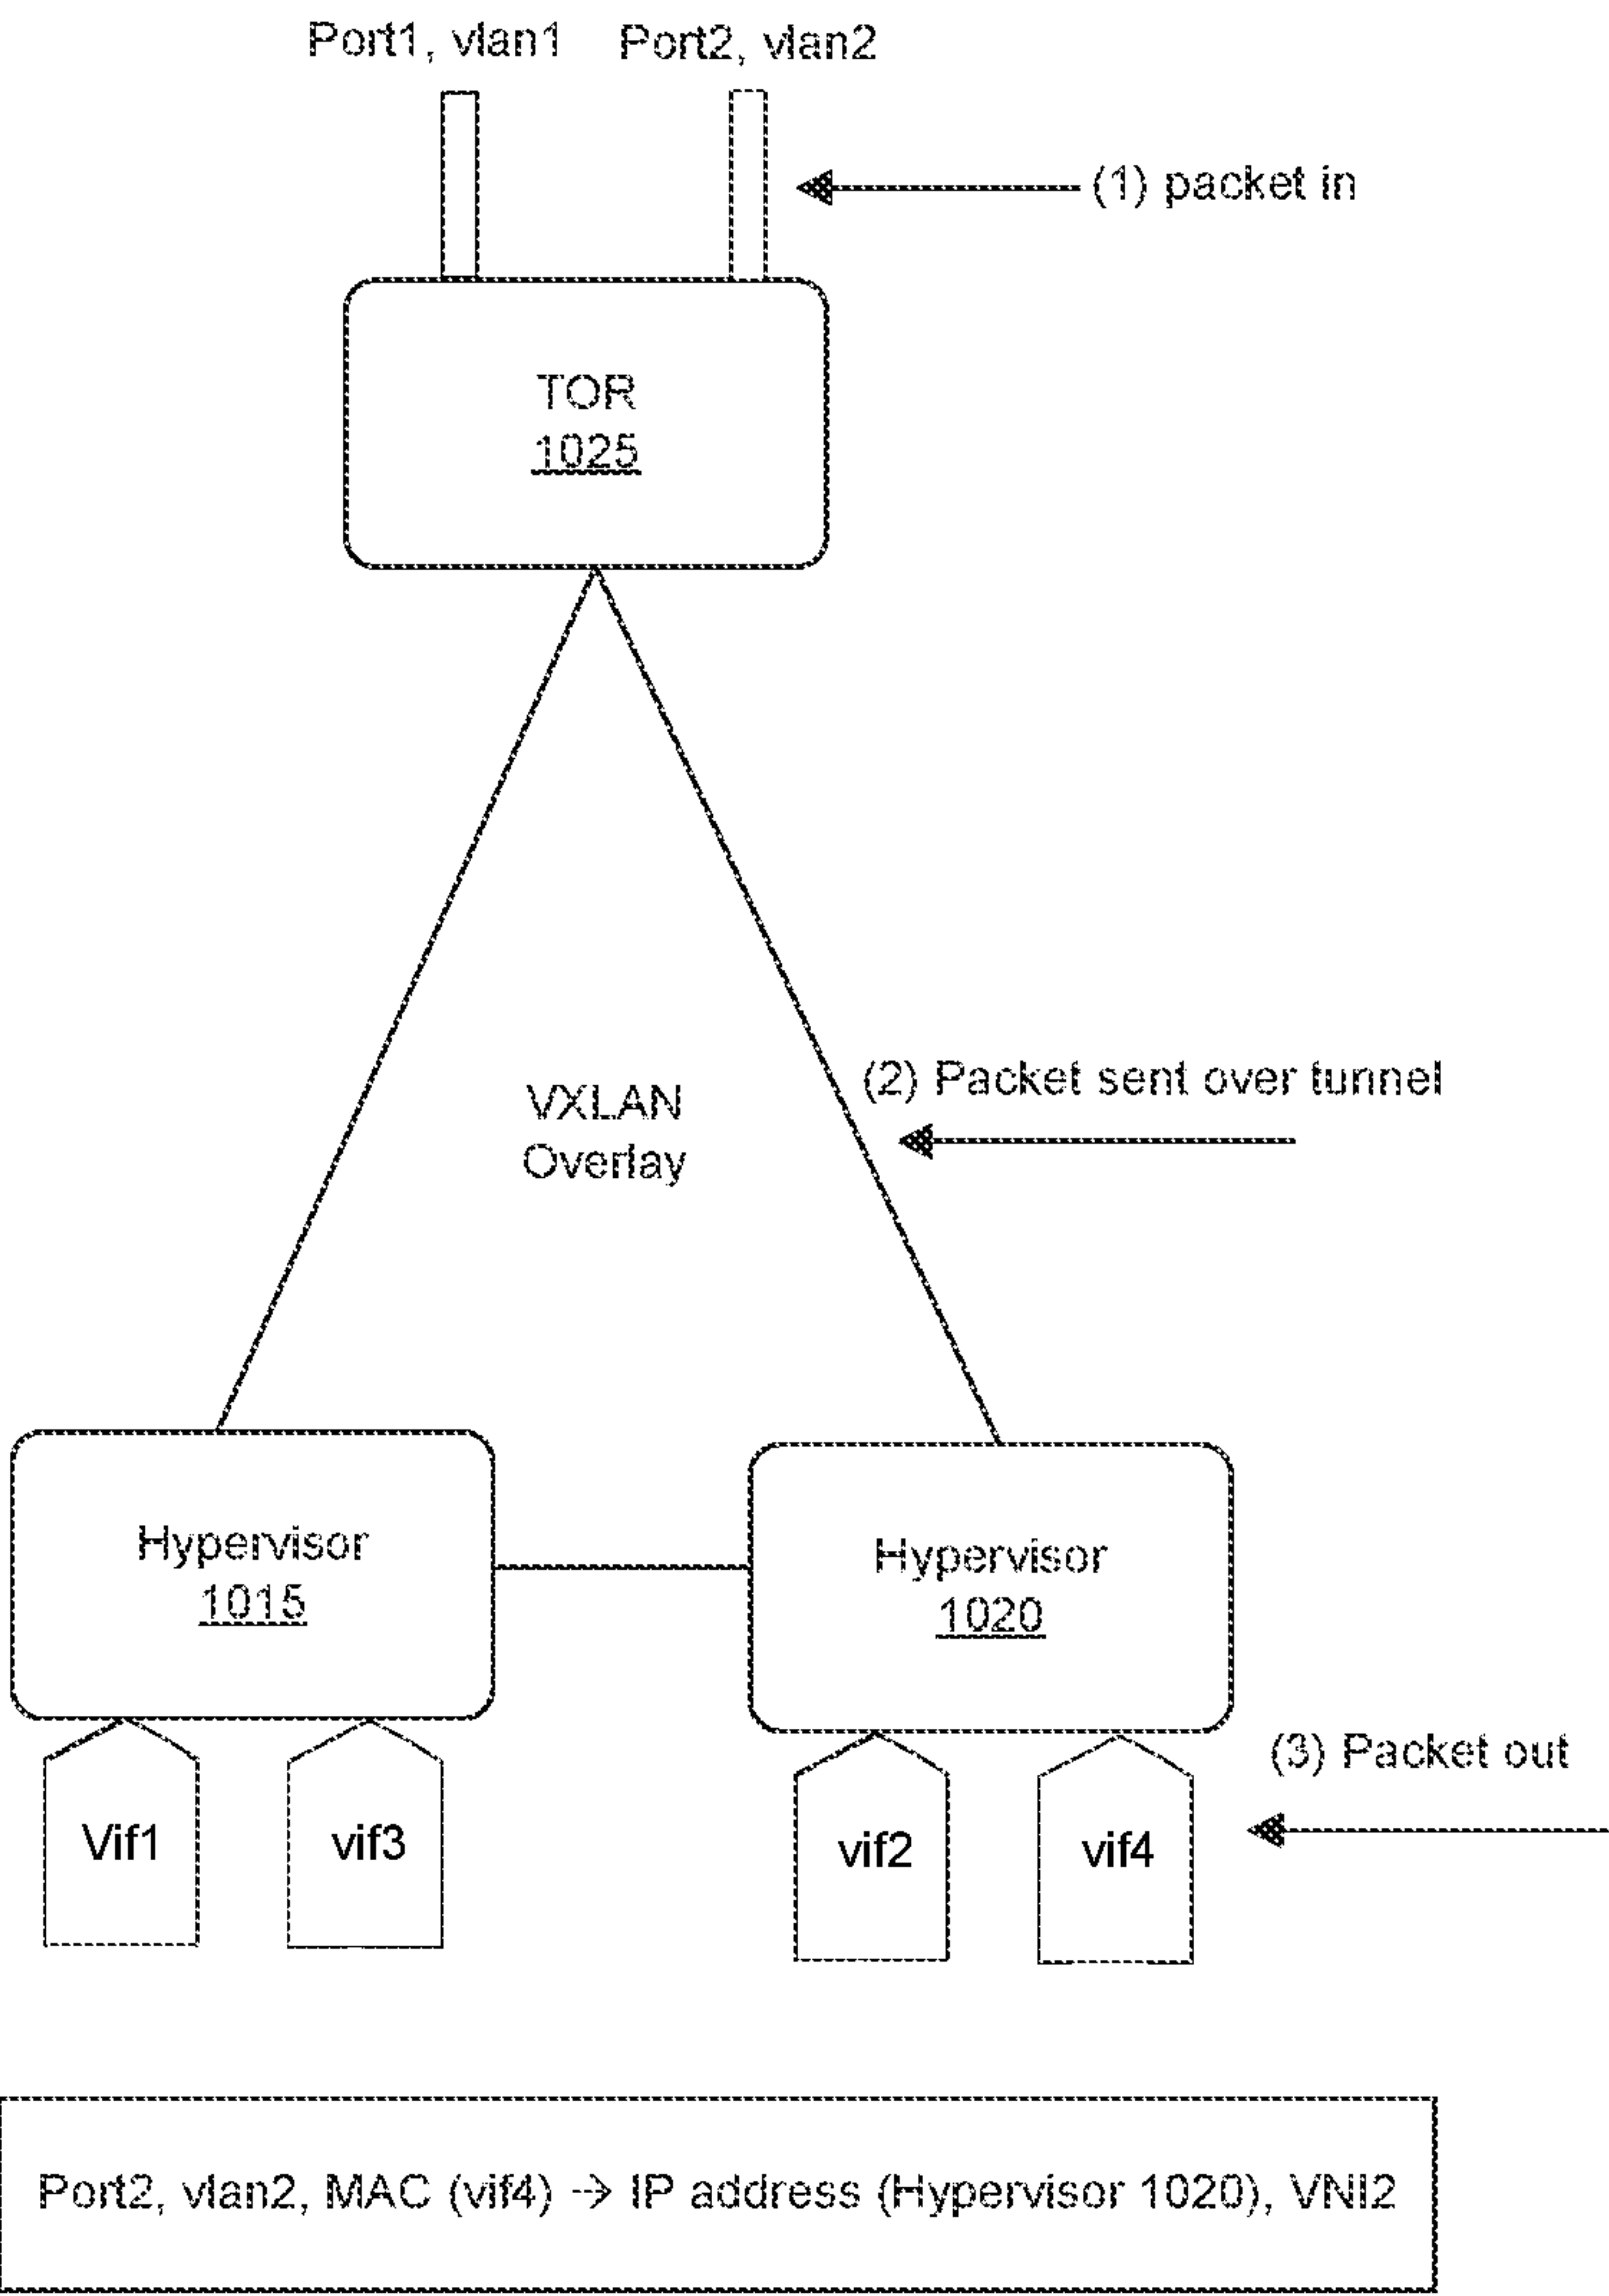 Port1, vlan1 Port2, vlan2
(1) packet in
TOR
1025
(2) Packet sent over tunnel
VXLAN
Overlay
Hypervisor
1015
Hypervisor
1020
(3) Packet out
Vif1
vif3
vif2
vif4
Port2, vlan2, MAC (vif4) → IP address (Hypervisor 1020), VNI2